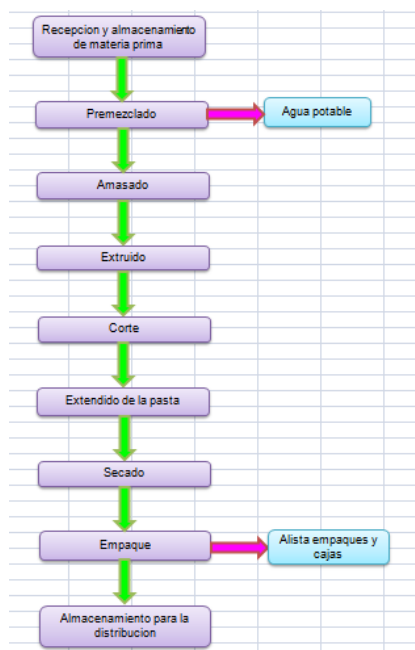 Recepcion y almacenamiento
de materia prima
Premezclado
Agua potable
Amasado
Extruido
Corte
Extendido de la pasta
Secado
Empaque
Alista empaques y
cajas
Almacenamiento para la
distribucion